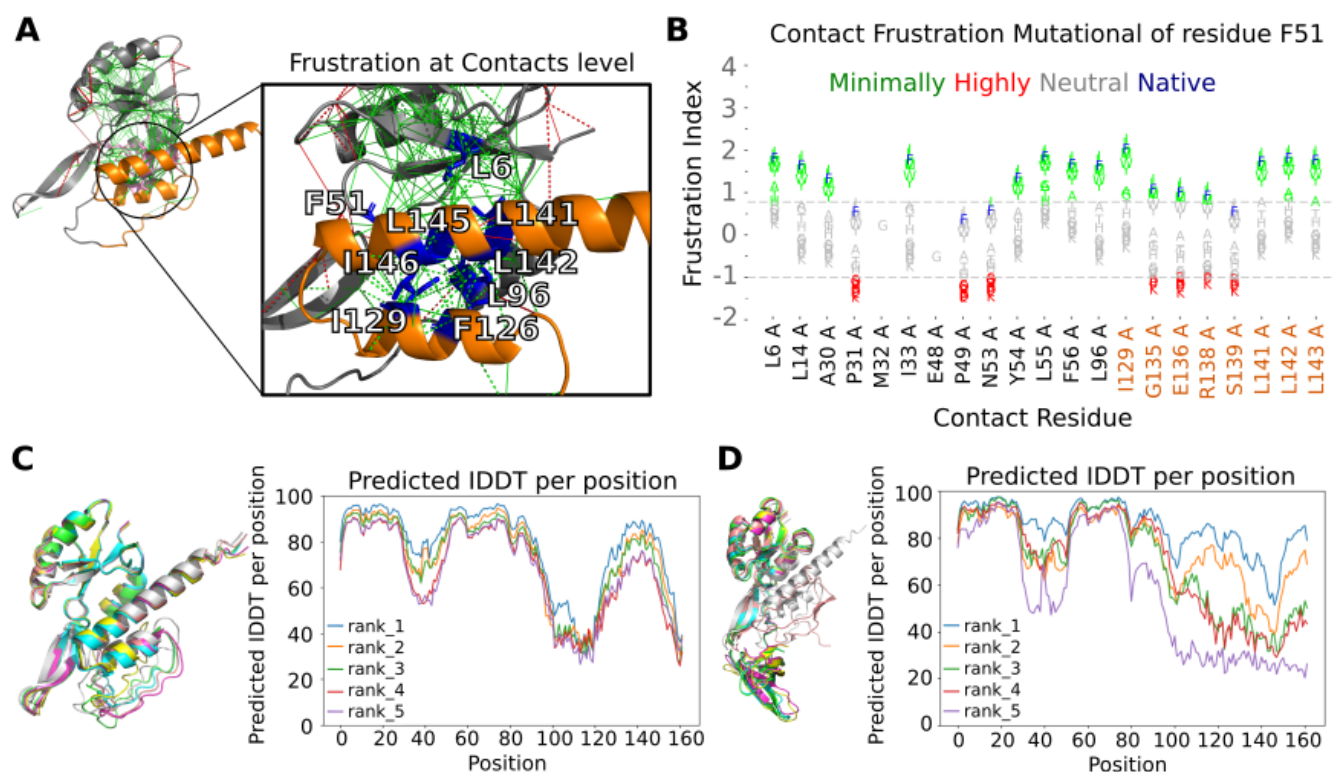 A
Frustration at Contacts level
L6
F51
L145
L141
I146
L142
L96
I129
F126
B
Contact Frustration Mutational of residue F51
Minimally Highly Neutral Native
Frustration Index
4
3
2
1
0
-1
-2
L6 A
L14 A
A30 A
P31 A
M32 A
I33 A
E48 A
P49 A
N53 A
Y54 A
L55 A
F56 A
L96 A
I129 A
G135 A
E136 A
R138 A
S139 A
L141 A
L142 A
L143 A
Contact Residue
C
Predicted lDDT per position
Predicted lDDT per position
100
80
60
40
20
0
rank_1
rank_2
rank_3
rank_4
rank_5
0 20 40 60 80 100 120 140 160
Position
D
Predicted lDDT per position
Predicted lDDT per position
100
80
60
40
20
0
rank_1
rank_2
rank_3
rank_4
rank_5
0 20 40 60 80 100 120 140 160
Position